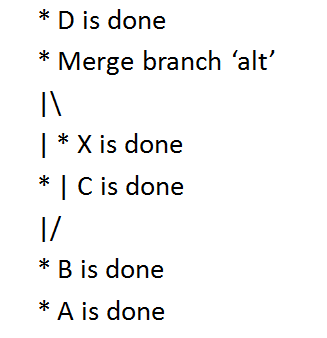 * D is done
* Merge branch ‘alt’
|\
| * X is done
* | C is done
|/
* B is done
* A is done